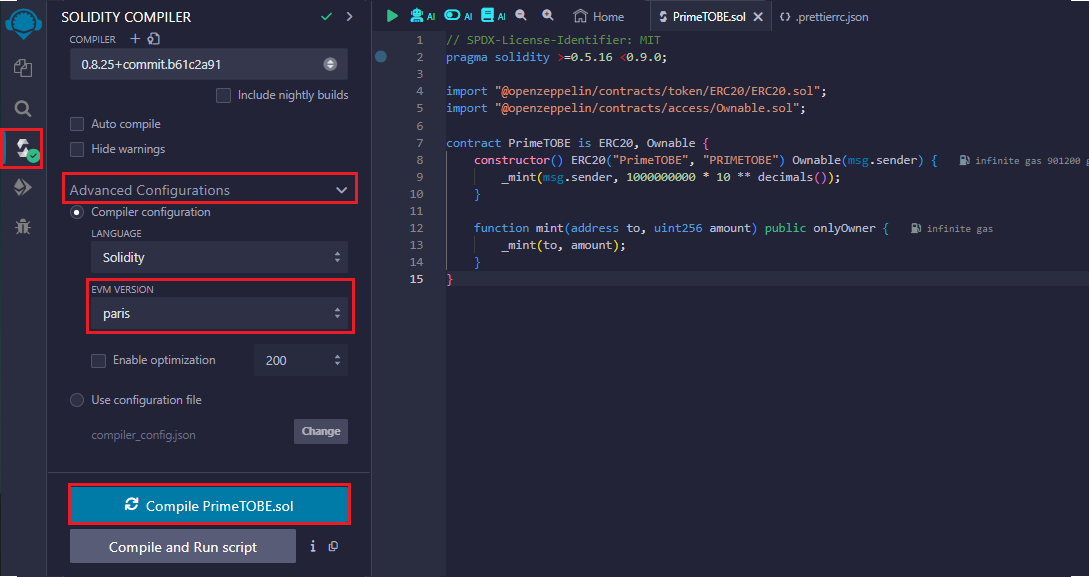 SOLIDITY COMPILER
COMPILER
0.8.25+commit.b61c2a91
Include nightly builds
Auto compile
Hide warnings
Advanced Configurations
Compiler configuration
LANGUAGE
Solidity
EVM VERSION
paris
Enable optimization 200
Use configuration file
compiler_config.json Change
Compile PrimeTOBE.sol
Compile and Run script i
AI AI AI Home PrimeTOBE.sol {} .prettierrc.json
1 // SPDX-License-Identifier: MIT
2 pragma solidity >=0.5.16 <0.9.0;
3
4 import "@openzeppelin/contracts/token/ERC20/ERC20.sol";
5 import "@openzeppelin/contracts/access/Ownable.sol";
6
7 contract PrimeTOBE is ERC20, Ownable {
8 constructor() ERC20("PrimeTOBE", "PRIMETOBE") Ownable(msg.sender) { infinite gas 901200 g
9 _mint(msg.sender, 1000000000 * 10 ** decimals());
10 }
11
12 function mint(address to, uint256 amount) public onlyOwner { infinite gas
13 _mint(to, amount);
14 }
15 }